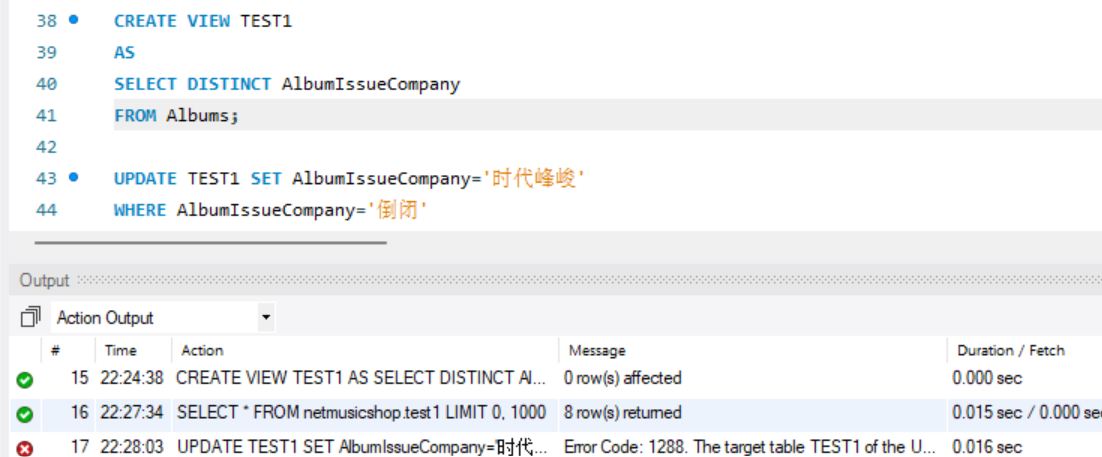 38 CREATE VIEW TEST1
39 AS
40 SELECT DISTINCT AlbumIssueCompany
41 FROM Albums;
42
43 UPDATE TEST1 SET AlbumIssueCompany='时代峰峻'
44 WHERE AlbumIssueCompany='倒闭'
Output
Action Output
# Time Action Message Duration / Fetch
15 22:24:38 CREATE VIEW TEST1 AS SELECT DISTINCT Al... 0 row(s) affected 0.000 sec
16 22:27:34 SELECT * FROM netmusicshop.test1 LIMIT 0, 1000 8 row(s) returned 0.015 sec / 0.000 se
17 22:28:03 UPDATE TEST1 SET AlbumIssueCompany='时代... Error Code: 1288. The target table TEST1 of the U... 0.016 sec